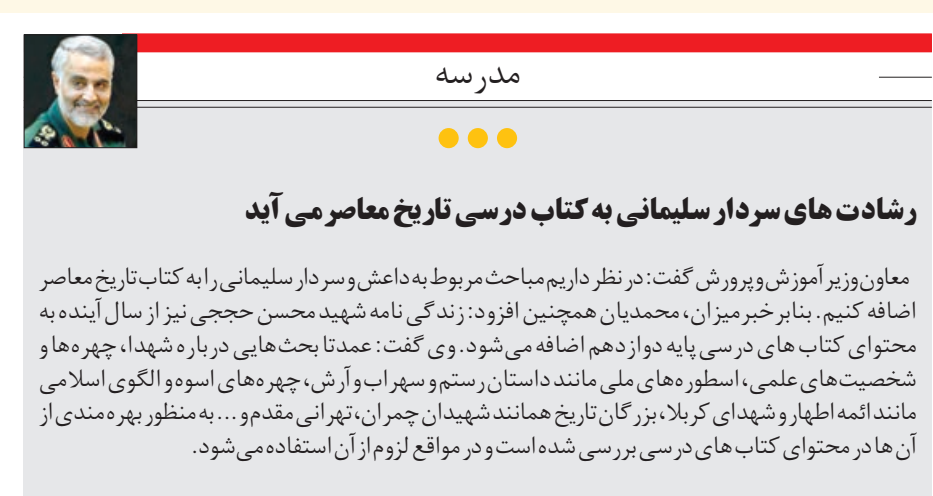 مدرسه
رشادت های سردار سلیمانی به کتاب درسی تاریخ معاصر می آید
معاون‌وزیر آموزش‌وپرورش گفت: در نظر داریم مباحث مربوط به داعش و سردار سلیمانی را به کتاب تاریخ معاصر
اضافه کنیم. بنابر خبر میزان، محمدیان همچنین افزود: زندگی نامه شهید محسن حججی نیز از سال آینده به
محتوای کتاب های درسی پایه دوازدهم اضافه می‌شود. وی گفت: عمدتا بحث‌هایی درباره شهدا، چهره‌ها و
شخصیت‌های علمی، اسطوره‌های ملی مانند داستان رستم و سهراب و آرش، چهره‌های اسوه و الگوی اسلامی
مانند ائمه اطهار و شهدای کربلا، بزرگان تاریخ همانند شهیدان چمران، تهرانی مقدم و ... به منظور بهره مندی از
آن ها در محتوای کتاب های درسی بررسی شده است و در مواقع لزوم از آن استفاده می‌شود.